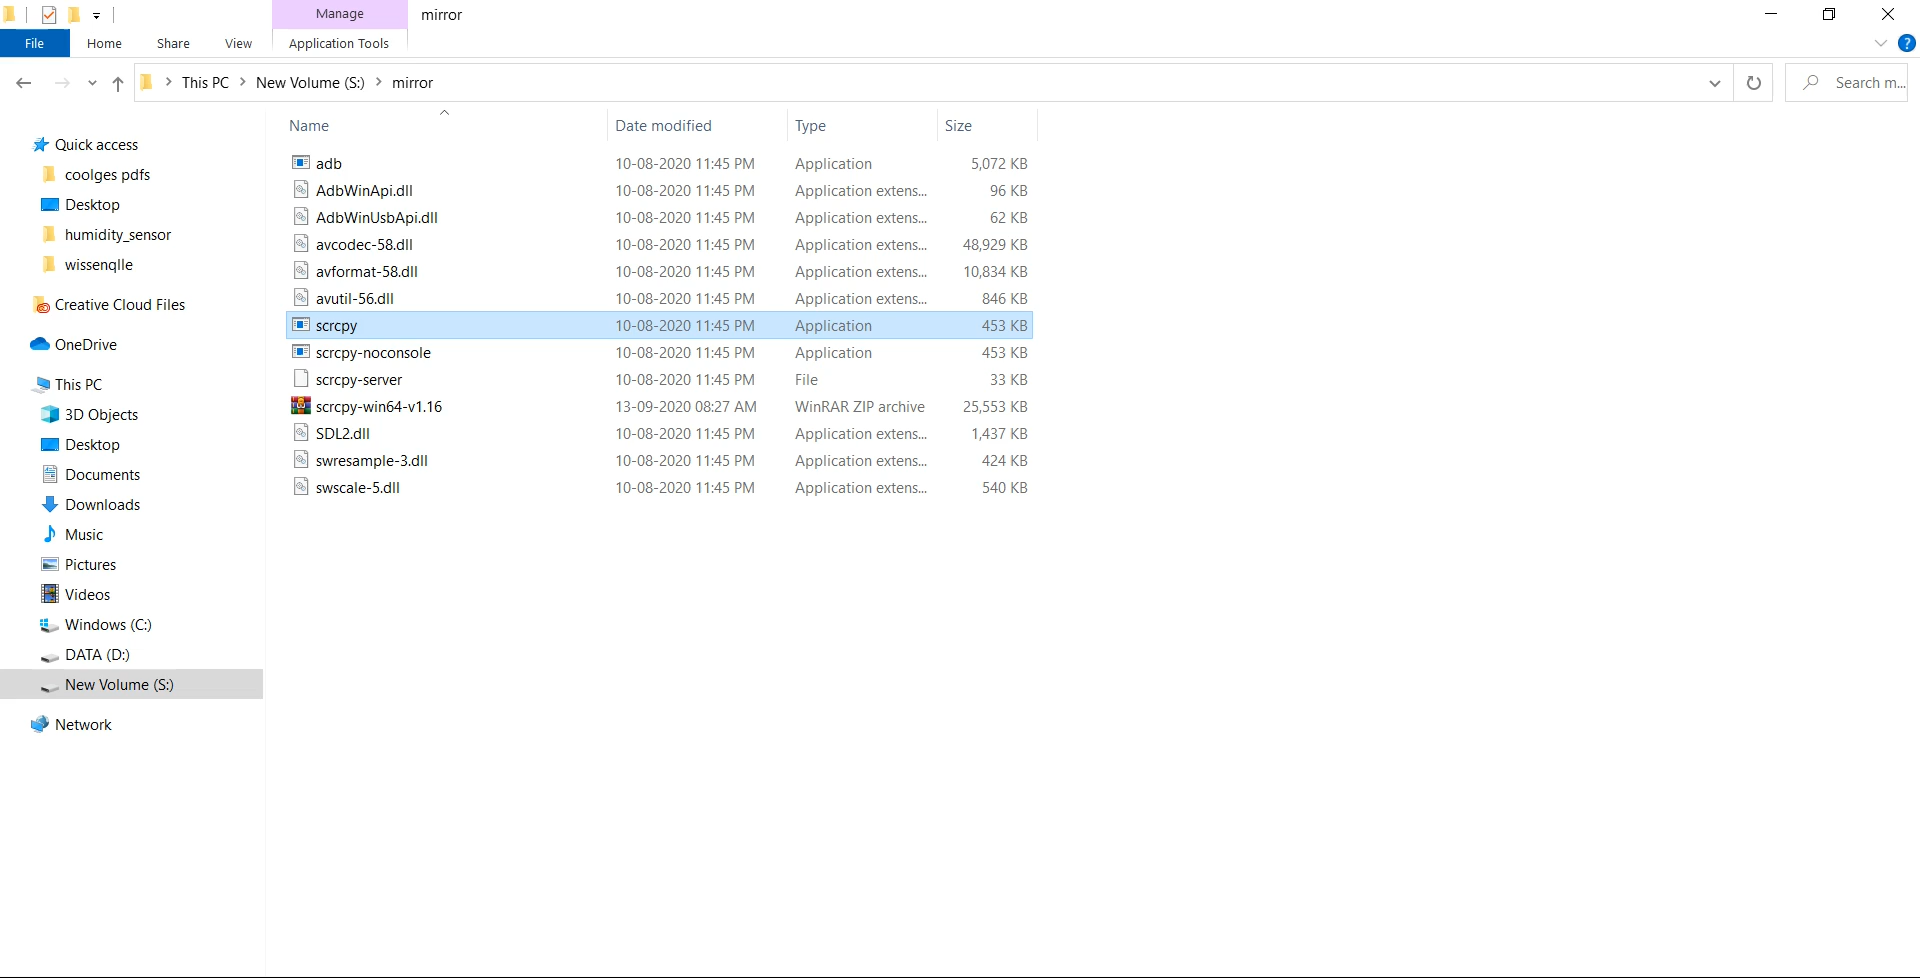 Manage
mirror
File
Home
Share
View
Application Tools
?
This PC
New Volume (S:)
mirror
Search m...
Name
Date modified
Type
Size
Quick access
coolges pdfs
Desktop
humidity_sensor
wissenqlle
Creative Cloud Files
OneDrive
This PC
3D Objects
Desktop
Documents
Downloads
Music
Pictures
Videos
Windows (C:)
DATA (D:)
New Volume (S:)
Network
adb 10-08-2020 11:45 PM Application 5,072 KB
AdbWinApi.dll 10-08-2020 11:45 PM Application extens... 96 KB
AdbWinUsbApi.dll 10-08-2020 11:45 PM Application extens... 62 KB
avcodec-58.dll 10-08-2020 11:45 PM Application extens... 48,929 KB
avformat-58.dll 10-08-2020 11:45 PM Application extens... 10,834 KB
avutil-56.dll 10-08-2020 11:45 PM Application extens... 846 KB
scrcpy 10-08-2020 11:45 PM Application 453 KB
scrcpy-noconsole 10-08-2020 11:45 PM Application 453 KB
scrcpy-server 10-08-2020 11:45 PM File 33 KB
scrcpy-win64-v1.16 13-09-2020 08:27 AM WinRAR ZIP archive 25,553 KB
SDL2.dll 10-08-2020 11:45 PM Application extens... 1,437 KB
swresample-3.dll 10-08-2020 11:45 PM Application extens... 424 KB
swscale-5.dll 10-08-2020 11:45 PM Application extens... 540 KB